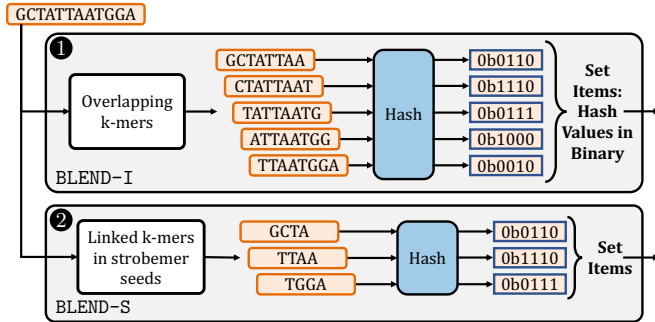 GCTATTAATGGA
1
Overlapping
k-mers
GCTATTAA
CTATTAAT
TATTAATG
ATTAATGG
TTAATGGA
Hash
0b0110
0b1110
0b0111
0b1000
0b0010
Set
Items:
Hash
Values in
Binary
BLEND-I
2
Linked k-mers
in strobemer
seeds
GCTA
TTAA
TGGA
Hash
0b0110
0b1110
0b0111
Set
Items
BLEND-S